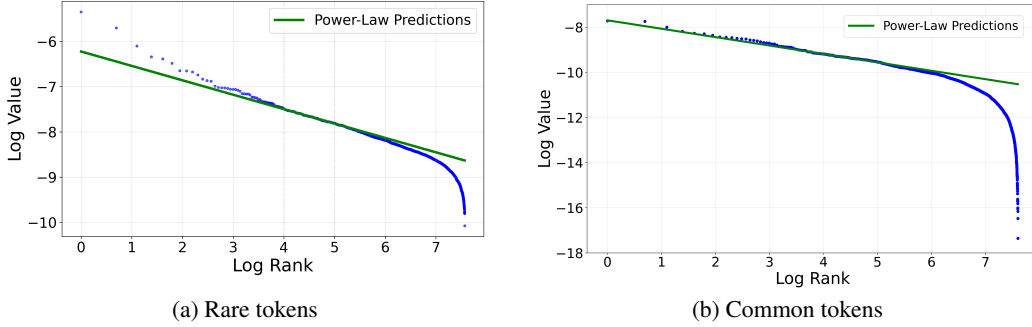 Power-Law Predictions
−6
−7
−8
−9
−10
Log Value
0 1 2 3 4 5 6 7
Log Rank
(a) Rare tokens
Power-Law Predictions
−8
−10
−12
−14
−16
−18
Log Value
0 1 2 3 4 5 6 7
Log Rank
(b) Common tokens